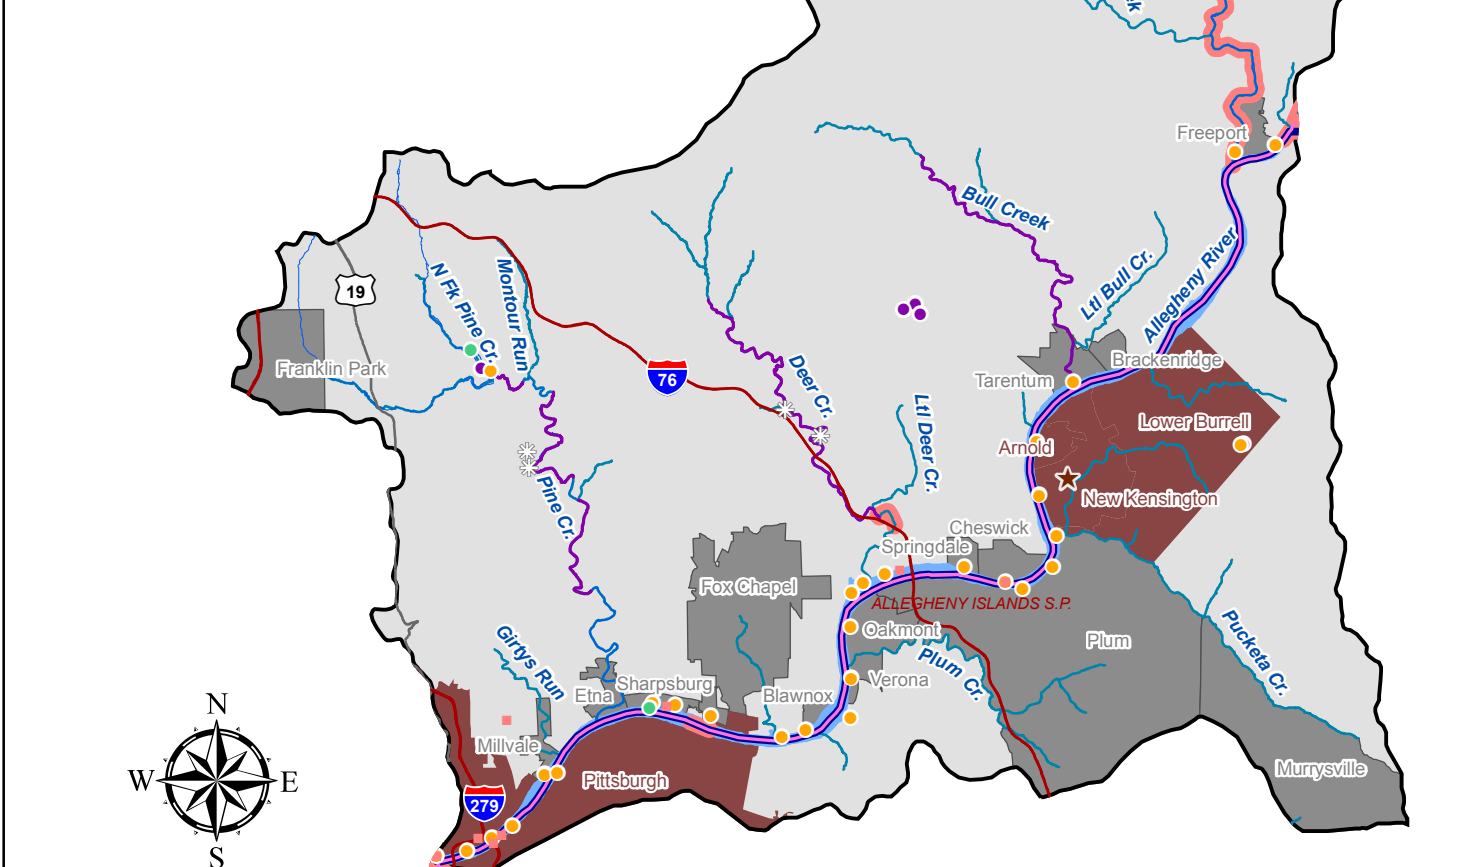 ek
Freeport
Bull Creek
Allegheny River
Ltl Bull Cr.
N Fk Pine Cr.
Montour Run
19
Franklin Park
76
Deer Cr.
Brackenridge
Tarentum
Ltl Deer Cr.
Lower Burrell
Arnold
New Kensington
Pine Cr.
Cheswick
Springdale
Fox Chapel
ALLEGHENY ISLANDS S.P.
Oakmont
Plum
Pucketa Cr.
Girtys Run
Plum Cr.
Verona
Sharpsburg
Etna
Blawnox
Millvale
Murrysville
Pittsburgh
279
N
W
E
S